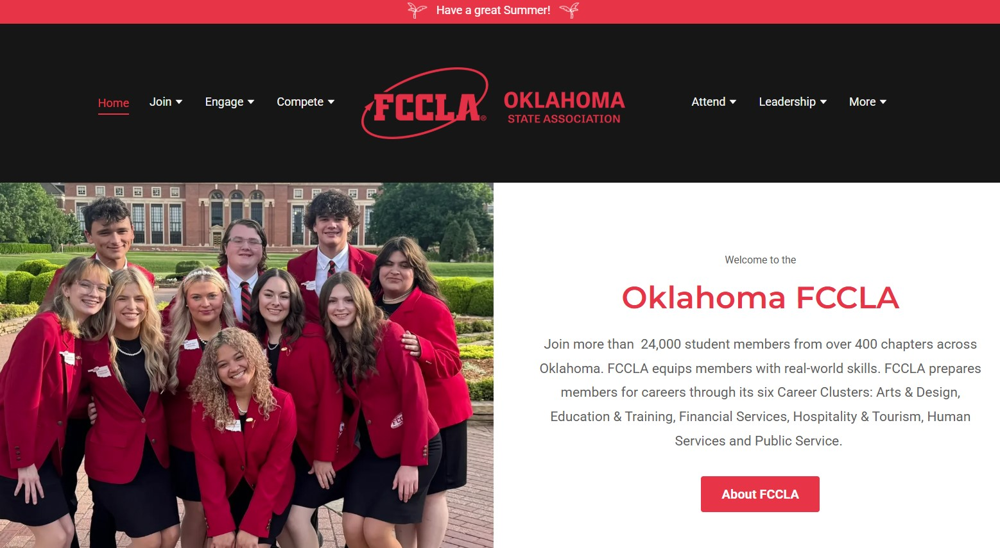 Have a great Summer!
Home
Join
Engage
Compete
FCCLA®
OKLAHOMA
STATE ASSOCIATION
Attend
Leadership
More
Welcome to the
Oklahoma FCCLA
Join more than  24,000 student members from over 400 chapters across
Oklahoma. FCCLA equips members with real-world skills. FCCLA prepares
members for careers through its six Career Clusters: Arts & Design,
Education & Training, Financial Services, Hospitality & Tourism, Human
Services and Public Service.
About FCCLA